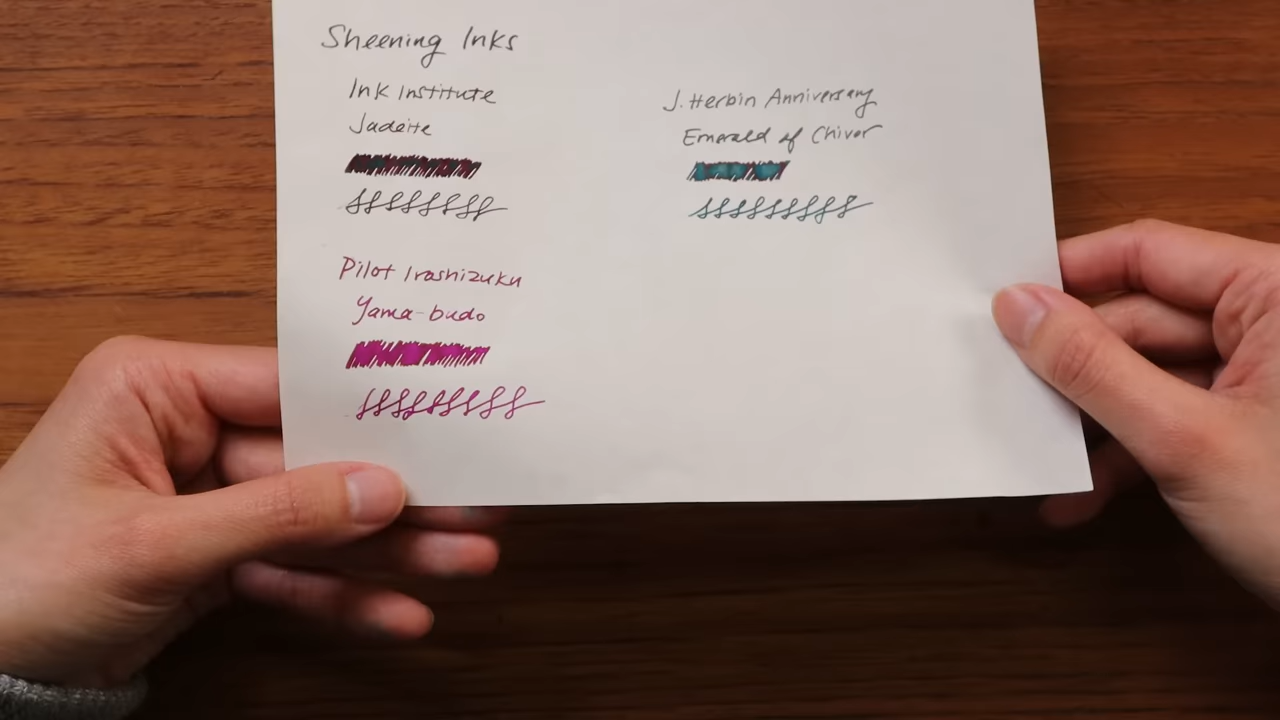 Sheening Inks
Ink Institute
Jadeite
J. Herbin Anniversary
Emerald of Chivor
Pilot Iroshizuku
Yama-budo